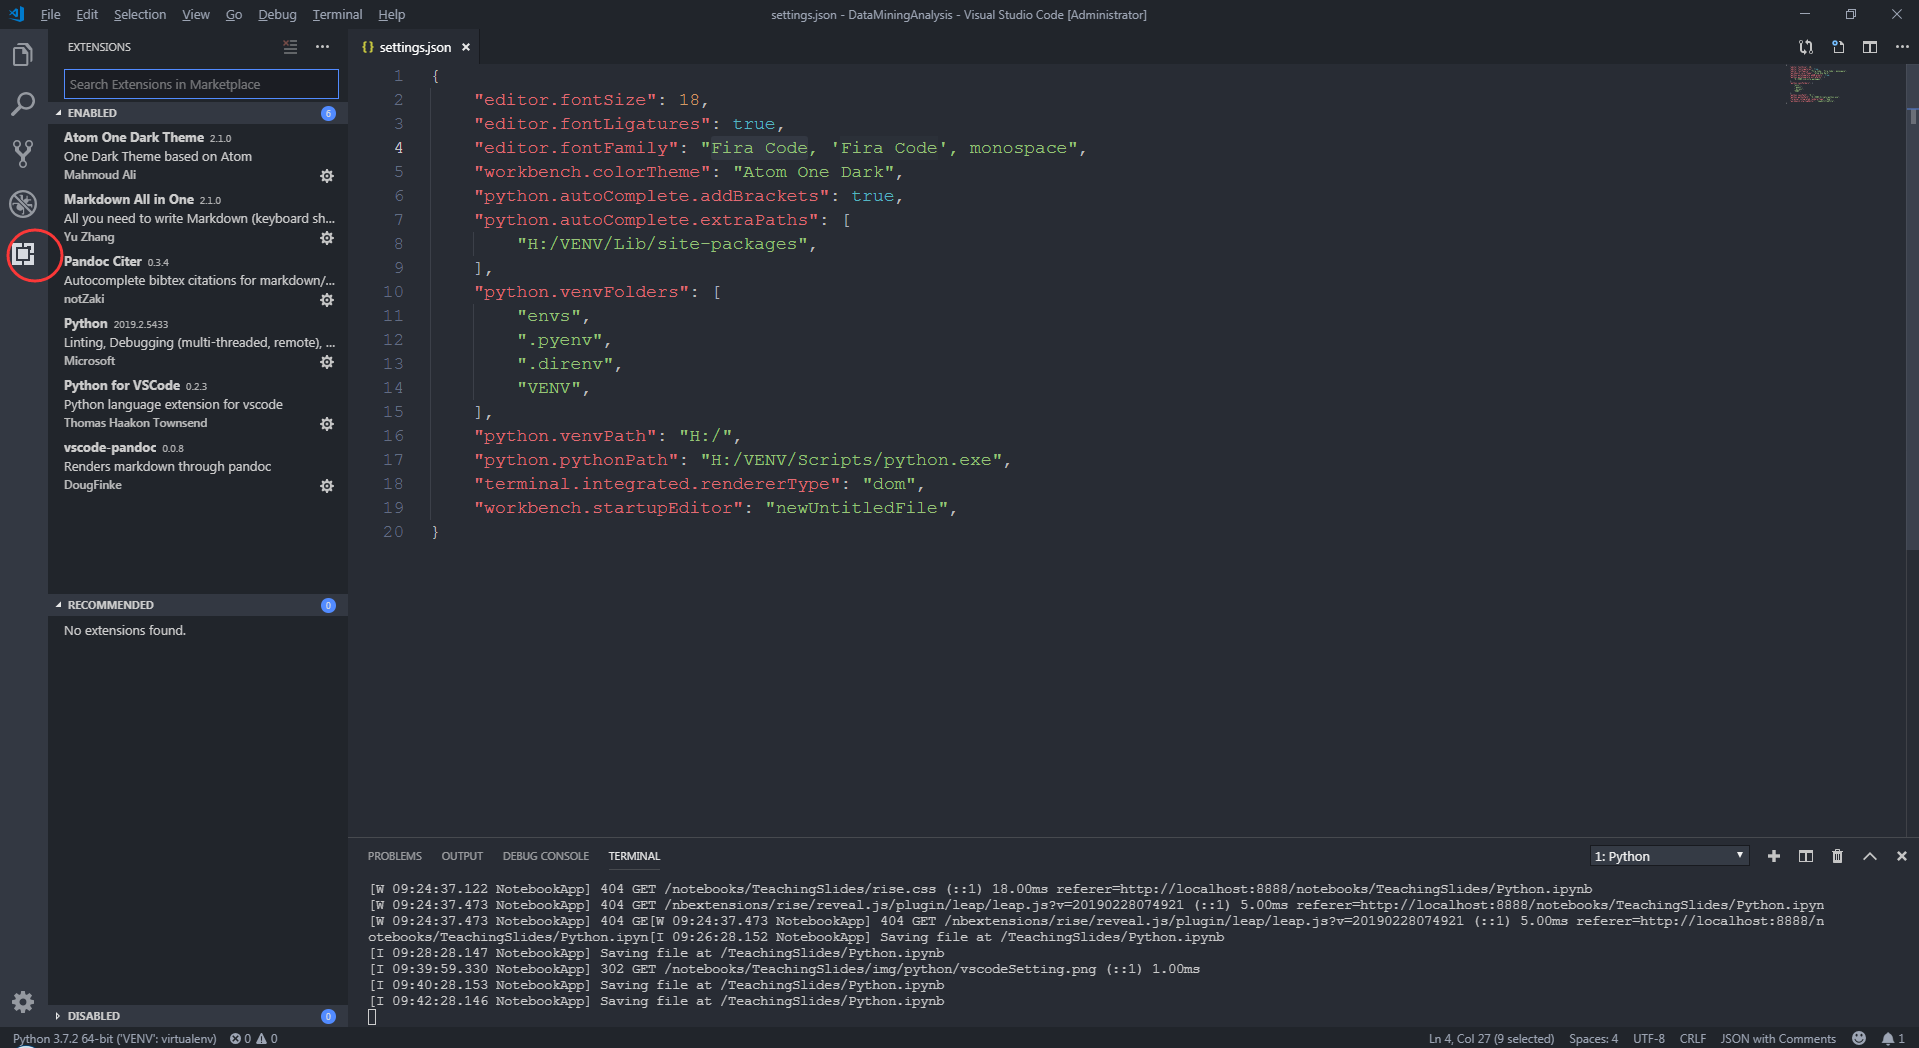 File Edit Selection View Go Debug Terminal Help
settings.json - DataMiningAnalysis - Visual Studio Code [Administrator]
EXTENSIONS
Search Extensions in Marketplace
ENABLED 6
Atom One Dark Theme 2.1.0
One Dark Theme based on Atom
Mahmoud Ali
Markdown All in One 2.1.0
All you need to write Markdown (keyboard sh...
Yu Zhang
Pandoc Citer 0.3.4
Autocomplete bibtex citations for markdown/...
notZaki
Python 2019.2.5433
Linting, Debugging (multi-threaded, remote), ...
Microsoft
Python for VSCode 0.2.3
Python language extension for vscode
Thomas Haakon Townsend
vscode-pandoc 0.0.8
Renders markdown through pandoc
DougFinke
RECOMMENDED 0
No extensions found.
DISABLED 0
{} settings.json ×
1 {
2 "editor.fontSize": 18,
3 "editor.fontLigatures": true,
4 "editor.fontFamily": "Fira Code, 'Fira Code', monospace",
5 "workbench.colorTheme": "Atom One Dark",
6 "python.autoComplete.addBrackets": true,
7 "python.autoComplete.extraPaths": [
8 "H:/VENV/Lib/site-packages",
9 ],
10 "python.venvFolders": [
11 "envs",
12 ".pyenv",
13 ".direnv",
14 "VENV",
15 ],
16 "python.venvPath": "H:/",
17 "python.pythonPath": "H:/VENV/Scripts/python.exe",
18 "terminal.integrated.rendererType": "dom",
19 "workbench.startupEditor": "newUntitledFile",
20 }
PROBLEMS OUTPUT DEBUG CONSOLE TERMINAL
1: Python
[W 09:24:37.122 NotebookApp] 404 GET /notebooks/TeachingSlides/rise.css (::1) 18.00ms referer=http://localhost:8888/notebooks/TeachingSlides/Python.ipynb
[W 09:24:37.473 NotebookApp] 404 GET /nbextensions/rise/reveal.js/plugin/leap/leap.js?v=20190228074921 (::1) 5.00ms referer=http://localhost:8888/notebooks/TeachingSlides/Python.ipyn
[W 09:24:37.473 NotebookApp] 404 GE[W 09:24:37.473 NotebookApp] 404 GET /nbextensions/rise/reveal.js/plugin/leap/leap.js?v=20190228074921 (::1) 5.00ms referer=http://localhost:8888/n
otebooks/TeachingSlides/Python.ipyn[I 09:26:28.152 NotebookApp] Saving file at /TeachingSlides/Python.ipynb
[I 09:28:28.147 NotebookApp] Saving file at /TeachingSlides/Python.ipynb
[I 09:39:59.330 NotebookApp] 302 GET /notebooks/TeachingSlides/img/python/vscodeSetting.png (::1) 1.00ms
[I 09:40:28.153 NotebookApp] Saving file at /TeachingSlides/Python.ipynb
[I 09:42:28.146 NotebookApp] Saving file at /TeachingSlides/Python.ipynb
Python 3.7.2 64-bit ('VENV': virtualenv) 0 0
Ln 4, Col 27 (9 selected) Spaces: 4 UTF-8 CRLF JSON with Comments 1